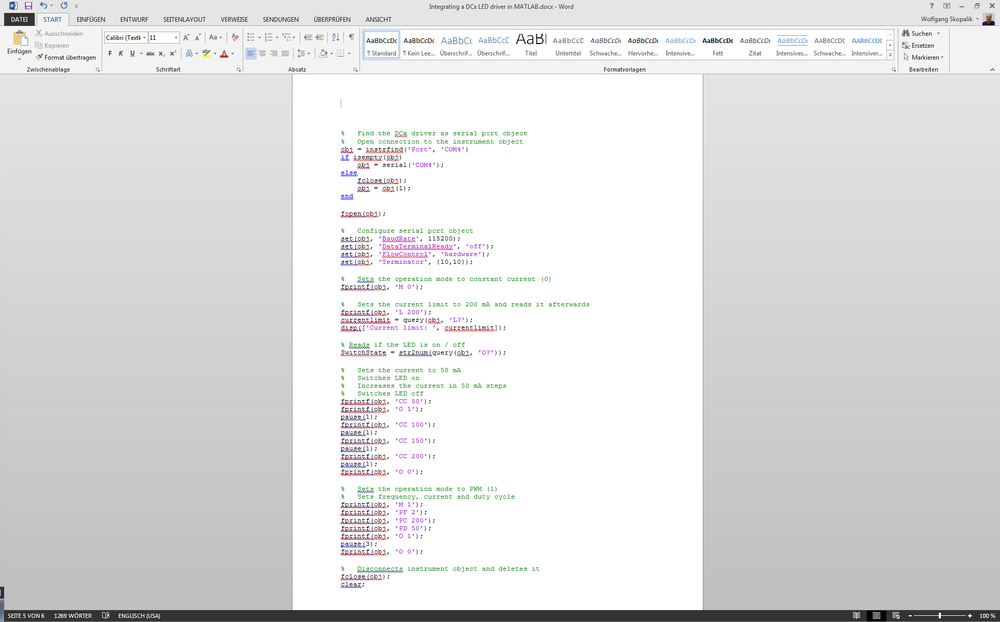 Integrating a DCx LED driver in MATLAB.docx - Word
DATEI START EINFÜGEN ENTWURF SEITENLAYOUT VERWEISE SENDUNGEN ÜBERPRÜFEN ANSICHT
Wolfgang Skopalik
Einfügen
Ausschneiden
Kopieren
Format übertragen
Zwischenablage
Calibri (Textk 11
Aa
F K U abc x₂ x²
Schriftart
Absatz
AaBbCcDc AaBbCcDc AaBbC( AaBbCcD AaBl AaBbCcD AaBbCcDc AaBbCcDc AaBbCcDc AaBbCcDc AaBbCcDc AaBbCcDc AABBCCDE AABBCCDE
¶ Standard ¶ Kein Lee... Überschrif... Überschrif... Titel Untertitel Schwache... Hervorhe... Intensive... Fett Zitat Intensives... Schwache... Intensiver...
Formatvorlagen
Suchen
Ersetzen
Markieren
Bearbeiten
%   Find the DCx driver as serial port object
%   Open connection to the instrument object
obj = instrfind('Port', 'COM4')
if isempty(obj)
    obj = serial('COM4');
else
    fclose(obj);
    obj = obj(1);
end
fopen(obj);
%   Configure serial port object
set(obj, 'BaudRate', 115200);
set(obj, 'DataTerminalReady', 'off');
set(obj, 'FlowControl', 'hardware');
set(obj, 'Terminator', {10,10});
%   Sets the operation mode to constant current (0)
fprintf(obj, 'M 0');
%   Sets the current limit to 200 mA and reads it afterwards
fprintf(obj, 'L 200');
currentlimit = query(obj, 'L?');
disp(['Current limit: ', currentlimit]);
% Reads if the LED is on / off
SwitchState = str2num(query(obj, 'O?'));
%   Sets the current to 50 mA
%   Switches LED on
%   Increases the current in 50 mA steps
%   Switches LED off
fprintf(obj, 'CC 50');
fprintf(obj, 'O 1');
pause(1);
fprintf(obj, 'CC 100');
pause(1);
fprintf(obj, 'CC 150');
pause(1);
fprintf(obj, 'CC 200');
pause(1);
fprintf(obj, 'O 0');
%   Sets the operation mode to PWM (1)
%   Sets frequency, current and duty cycle
fprintf(obj, 'M 1');
fprintf(obj, 'PF 2');
fprintf(obj, 'PC 200');
fprintf(obj, 'PD 50');
fprintf(obj, 'O 1');
pause(3);
fprintf(obj, 'O 0');
%   Disconnects instrument object and deletes it
fclose(obj);
clear;
SEITE 5 VON 6 1269 WÖRTER ENGLISCH (USA) 100 %